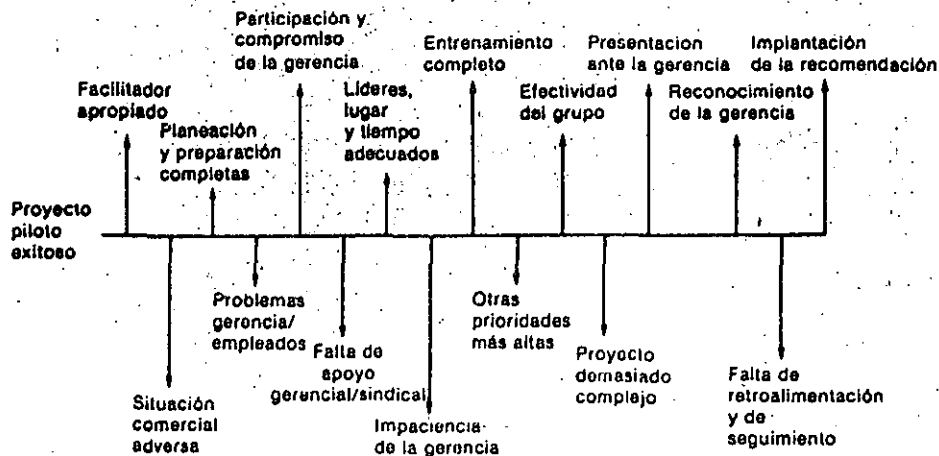 Participación y
compromiso
de la gerencia
Entrenamiento
completo
Presentacion
ante la gerencia
Implantación
de la recomendación
Facilitador
apropiado
Líderes,
lugar
y tiempo
adecuados
Efectividad
del grupo
Reconocimiento
de la gerencia
Planeación
y preparación
completas
Proyecto
piloto
exitoso
Problemas
gerencia/
empleados
Otras
prioridades
más altas
Falta de
apoyo
gerencial/sindical
Proyecto
demasiado
complejo
Falta de
retroalimentación
y de
seguimiento
Situación
comercial
adversa
Impaciencia
de la gerencia